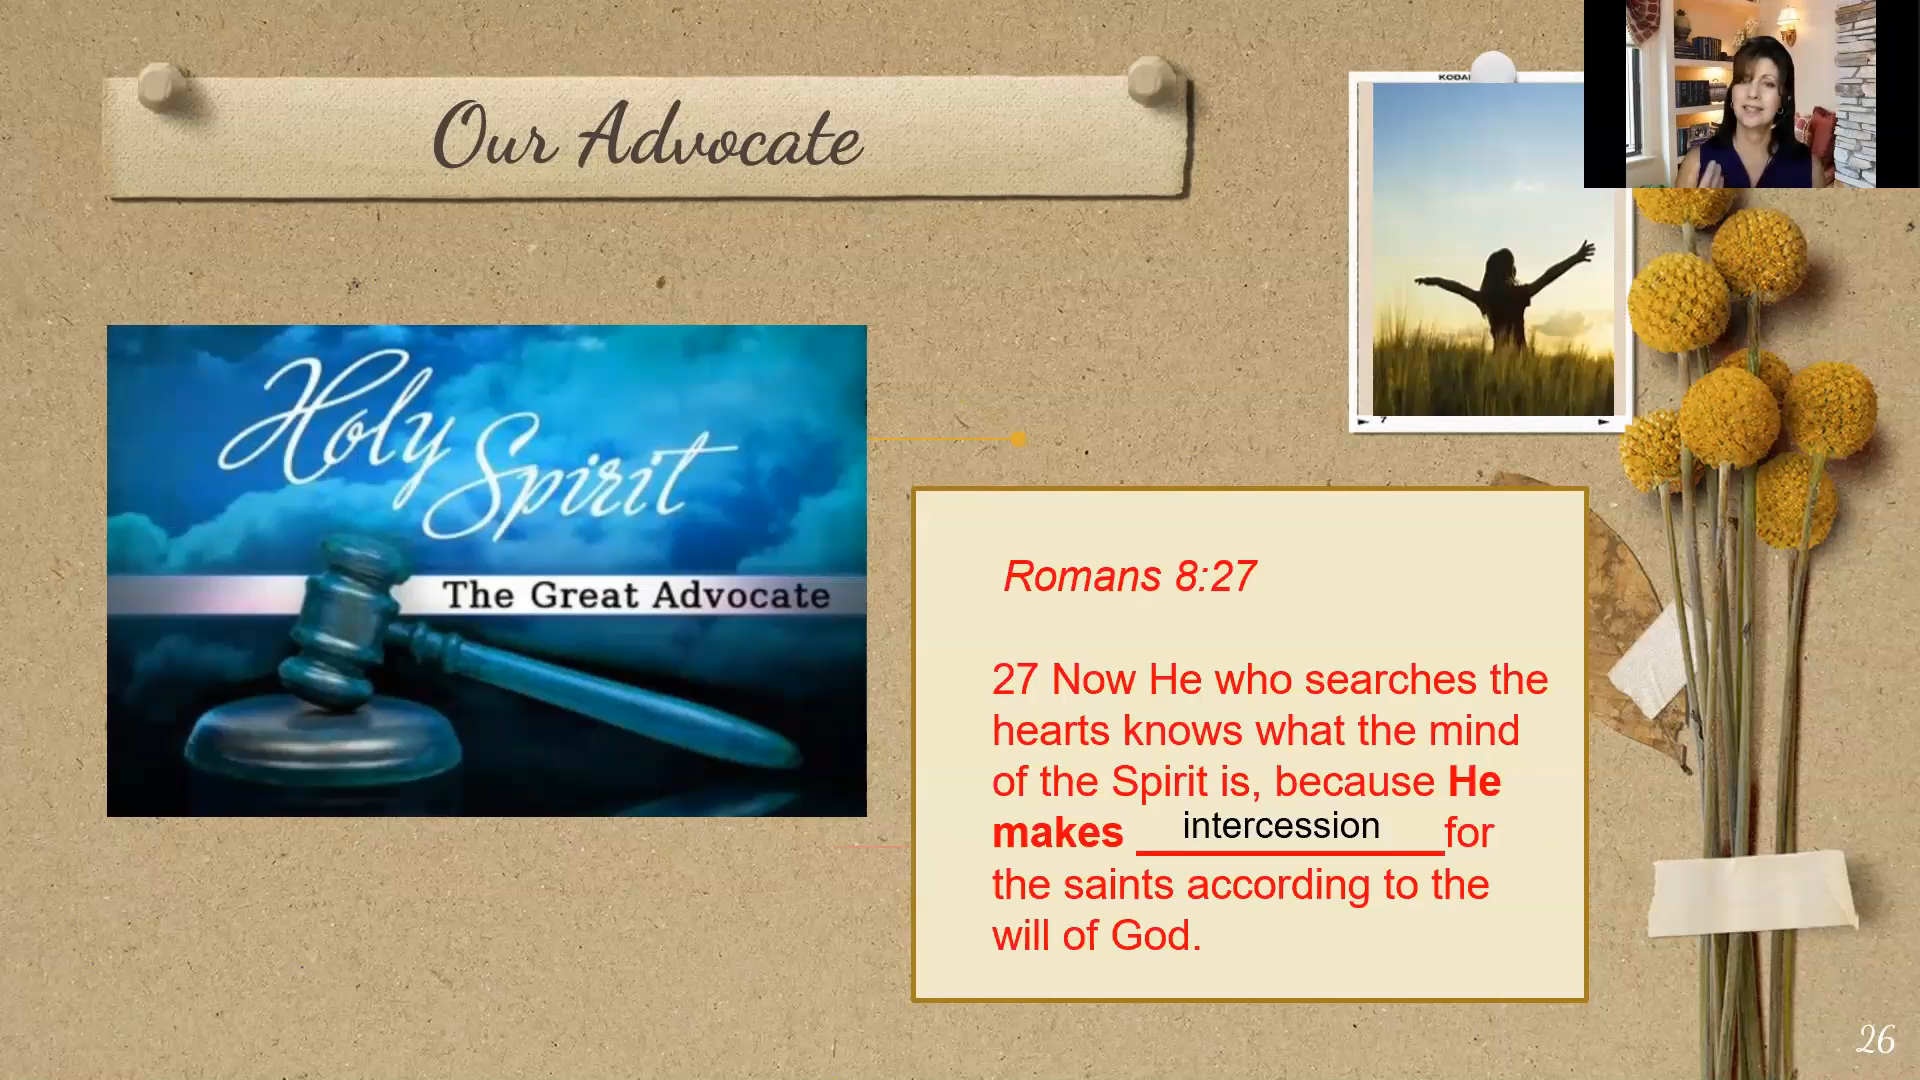 Our Advocate
KODA
Holy
Spirit
The Great Advocate
7
Romans 8:27
27 Now He who searches the
hearts knows what the mind
of the Spirit is, because He
makes intercession for
the saints according to the
will of God.
26